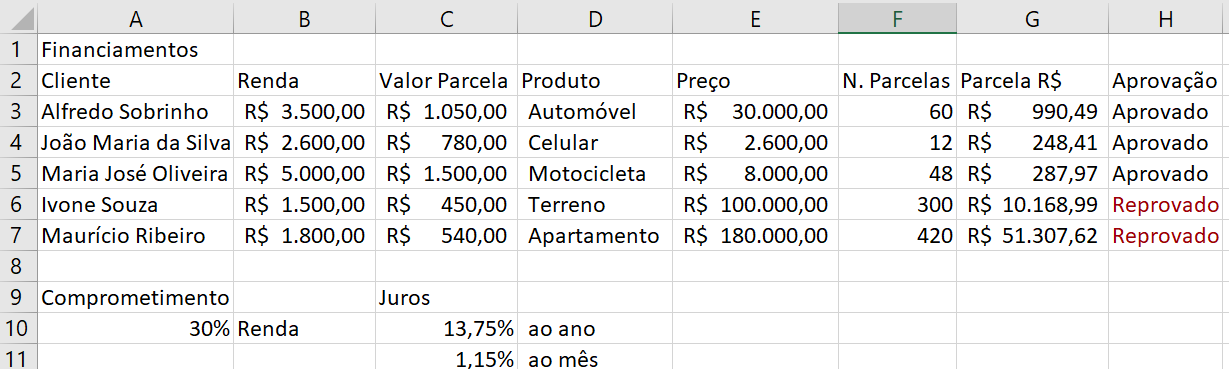 A B C D E F G H
1 Financiamentos
2 Cliente Renda Valor Parcela Produto Preço N. Parcelas Parcela R$ Aprovação
3 Alfredo Sobrinho R$ 3.500,00 R$ 1.050,00 Automóvel R$ 30.000,00 60 R$ 990,49 Aprovado
4 João Maria da Silva R$ 2.600,00 R$ 780,00 Celular R$ 2.600,00 12 R$ 248,41 Aprovado
5 Maria José Oliveira R$ 5.000,00 R$ 1.500,00 Motocicleta R$ 8.000,00 48 R$ 287,97 Aprovado
6 Ivone Souza R$ 1.500,00 R$ 450,00 Terreno R$ 100.000,00 300 R$ 10.168,99 Reprovado
7 Maurício Ribeiro R$ 1.800,00 R$ 540,00 Apartamento R$ 180.000,00 420 R$ 51.307,62 Reprovado
8
9 Comprometimento Juros
10 30% Renda 13,75% ao ano
11 1,15% ao mês